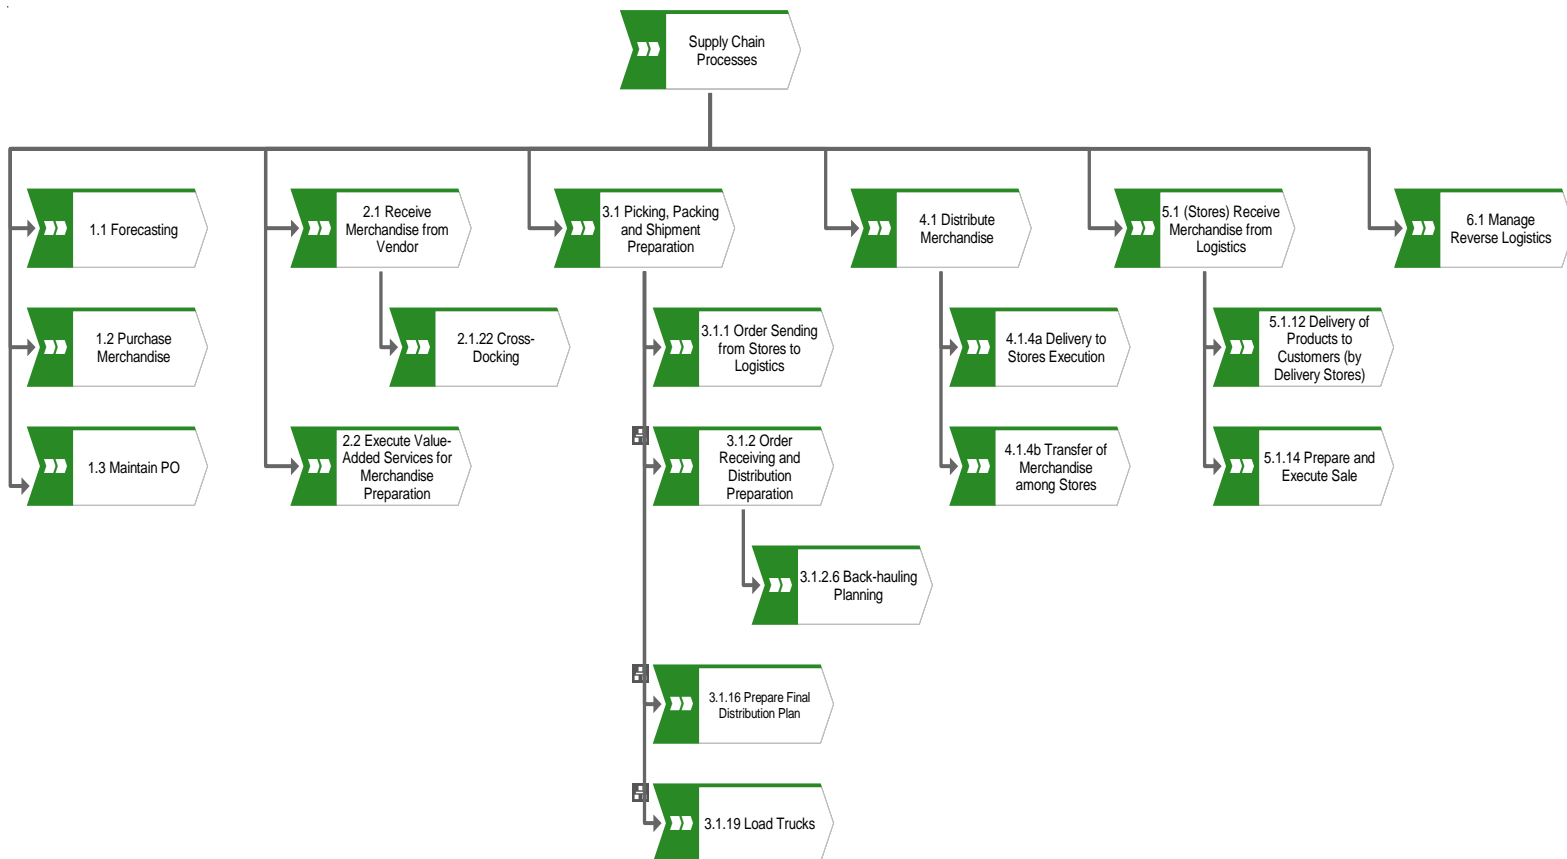 Supply Chain
Processes
1.1 Forecasting
2.1 Receive
Merchandise from
Vendor
3.1 Picking, Packing
and Shipment
Preparation
4.1 Distribute
Merchandise
5.1 (Stores) Receive
Merchandise from
Logistics
6.1 Manage
Reverse Logistics
1.2 Purchase
Merchandise
2.1.22 Cross-
Docking
3.1.1 Order Sending
from Stores to
Logistics
4.1.4a Delivery to
Stores Execution
5.1.12 Delivery of
Products to
Customers (by
Delivery Stores)
1.3 Maintain PO
2.2 Execute Value-
Added Services for
Merchandise
Preparation
3.1.2 Order
Receiving and
Distribution
Preparation
4.1.4b Transfer of
Merchandise
among Stores
5.1.14 Prepare and
Execute Sale
3.1.2.6 Back-hauling
Planning
3.1.16 Prepare Final
Distribution Plan
3.1.19 Load Trucks